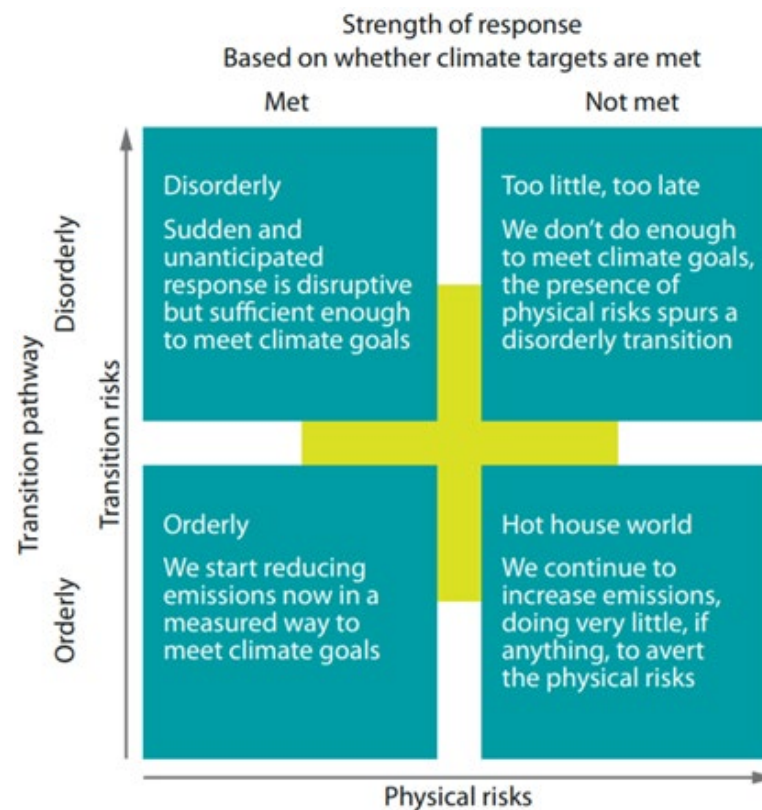 Strength of response
Based on whether climate targets are met
Met
Not met
Transition pathway
Transition risks
Disorderly
Disorderly
Sudden and
unanticipated
response is disruptive
but sufficient enough
to meet climate goals
Too little, too late
We don’t do enough
to meet climate goals,
the presence of
physical risks spurs a
disorderly transition
Orderly
Orderly
We start reducing
emissions now in a
measured way to
meet climate goals
Hot house world
We continue to
increase emissions,
doing very little, if
anything, to avert
the physical risks
Physical risks